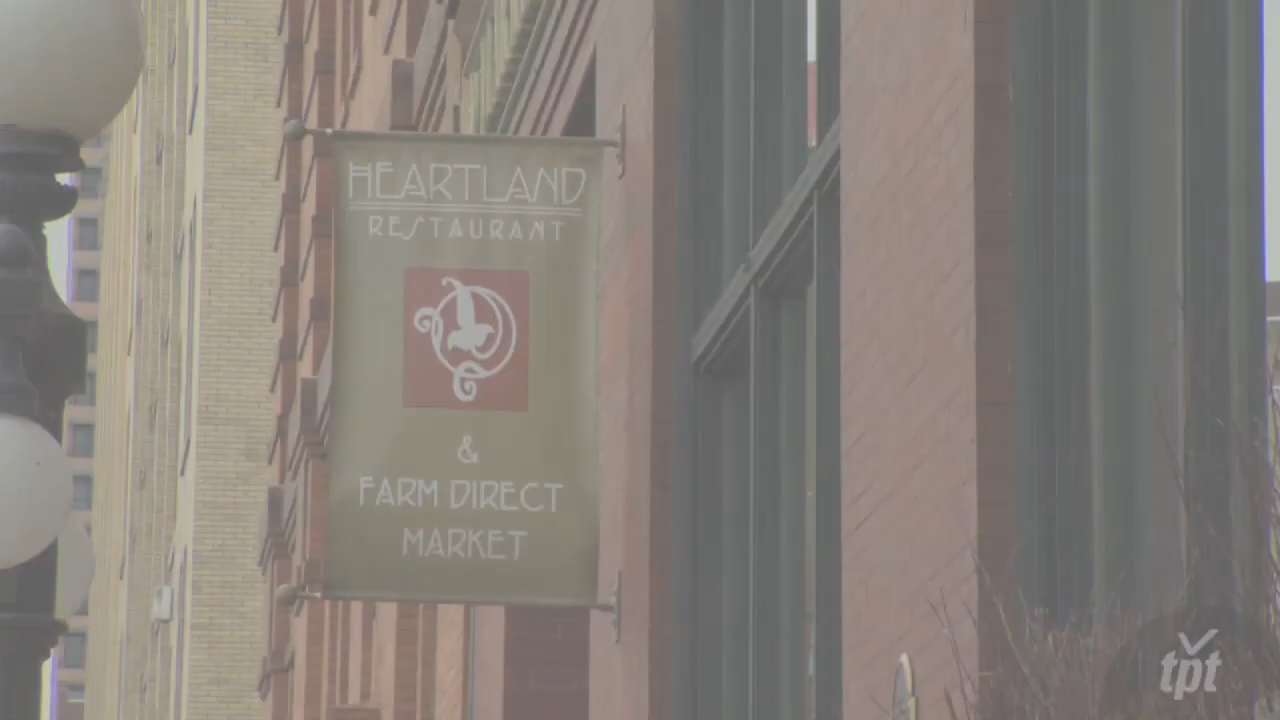 HEARTLAND
RESTAURANT
&
FARM DIRECT
MARKET
tpt